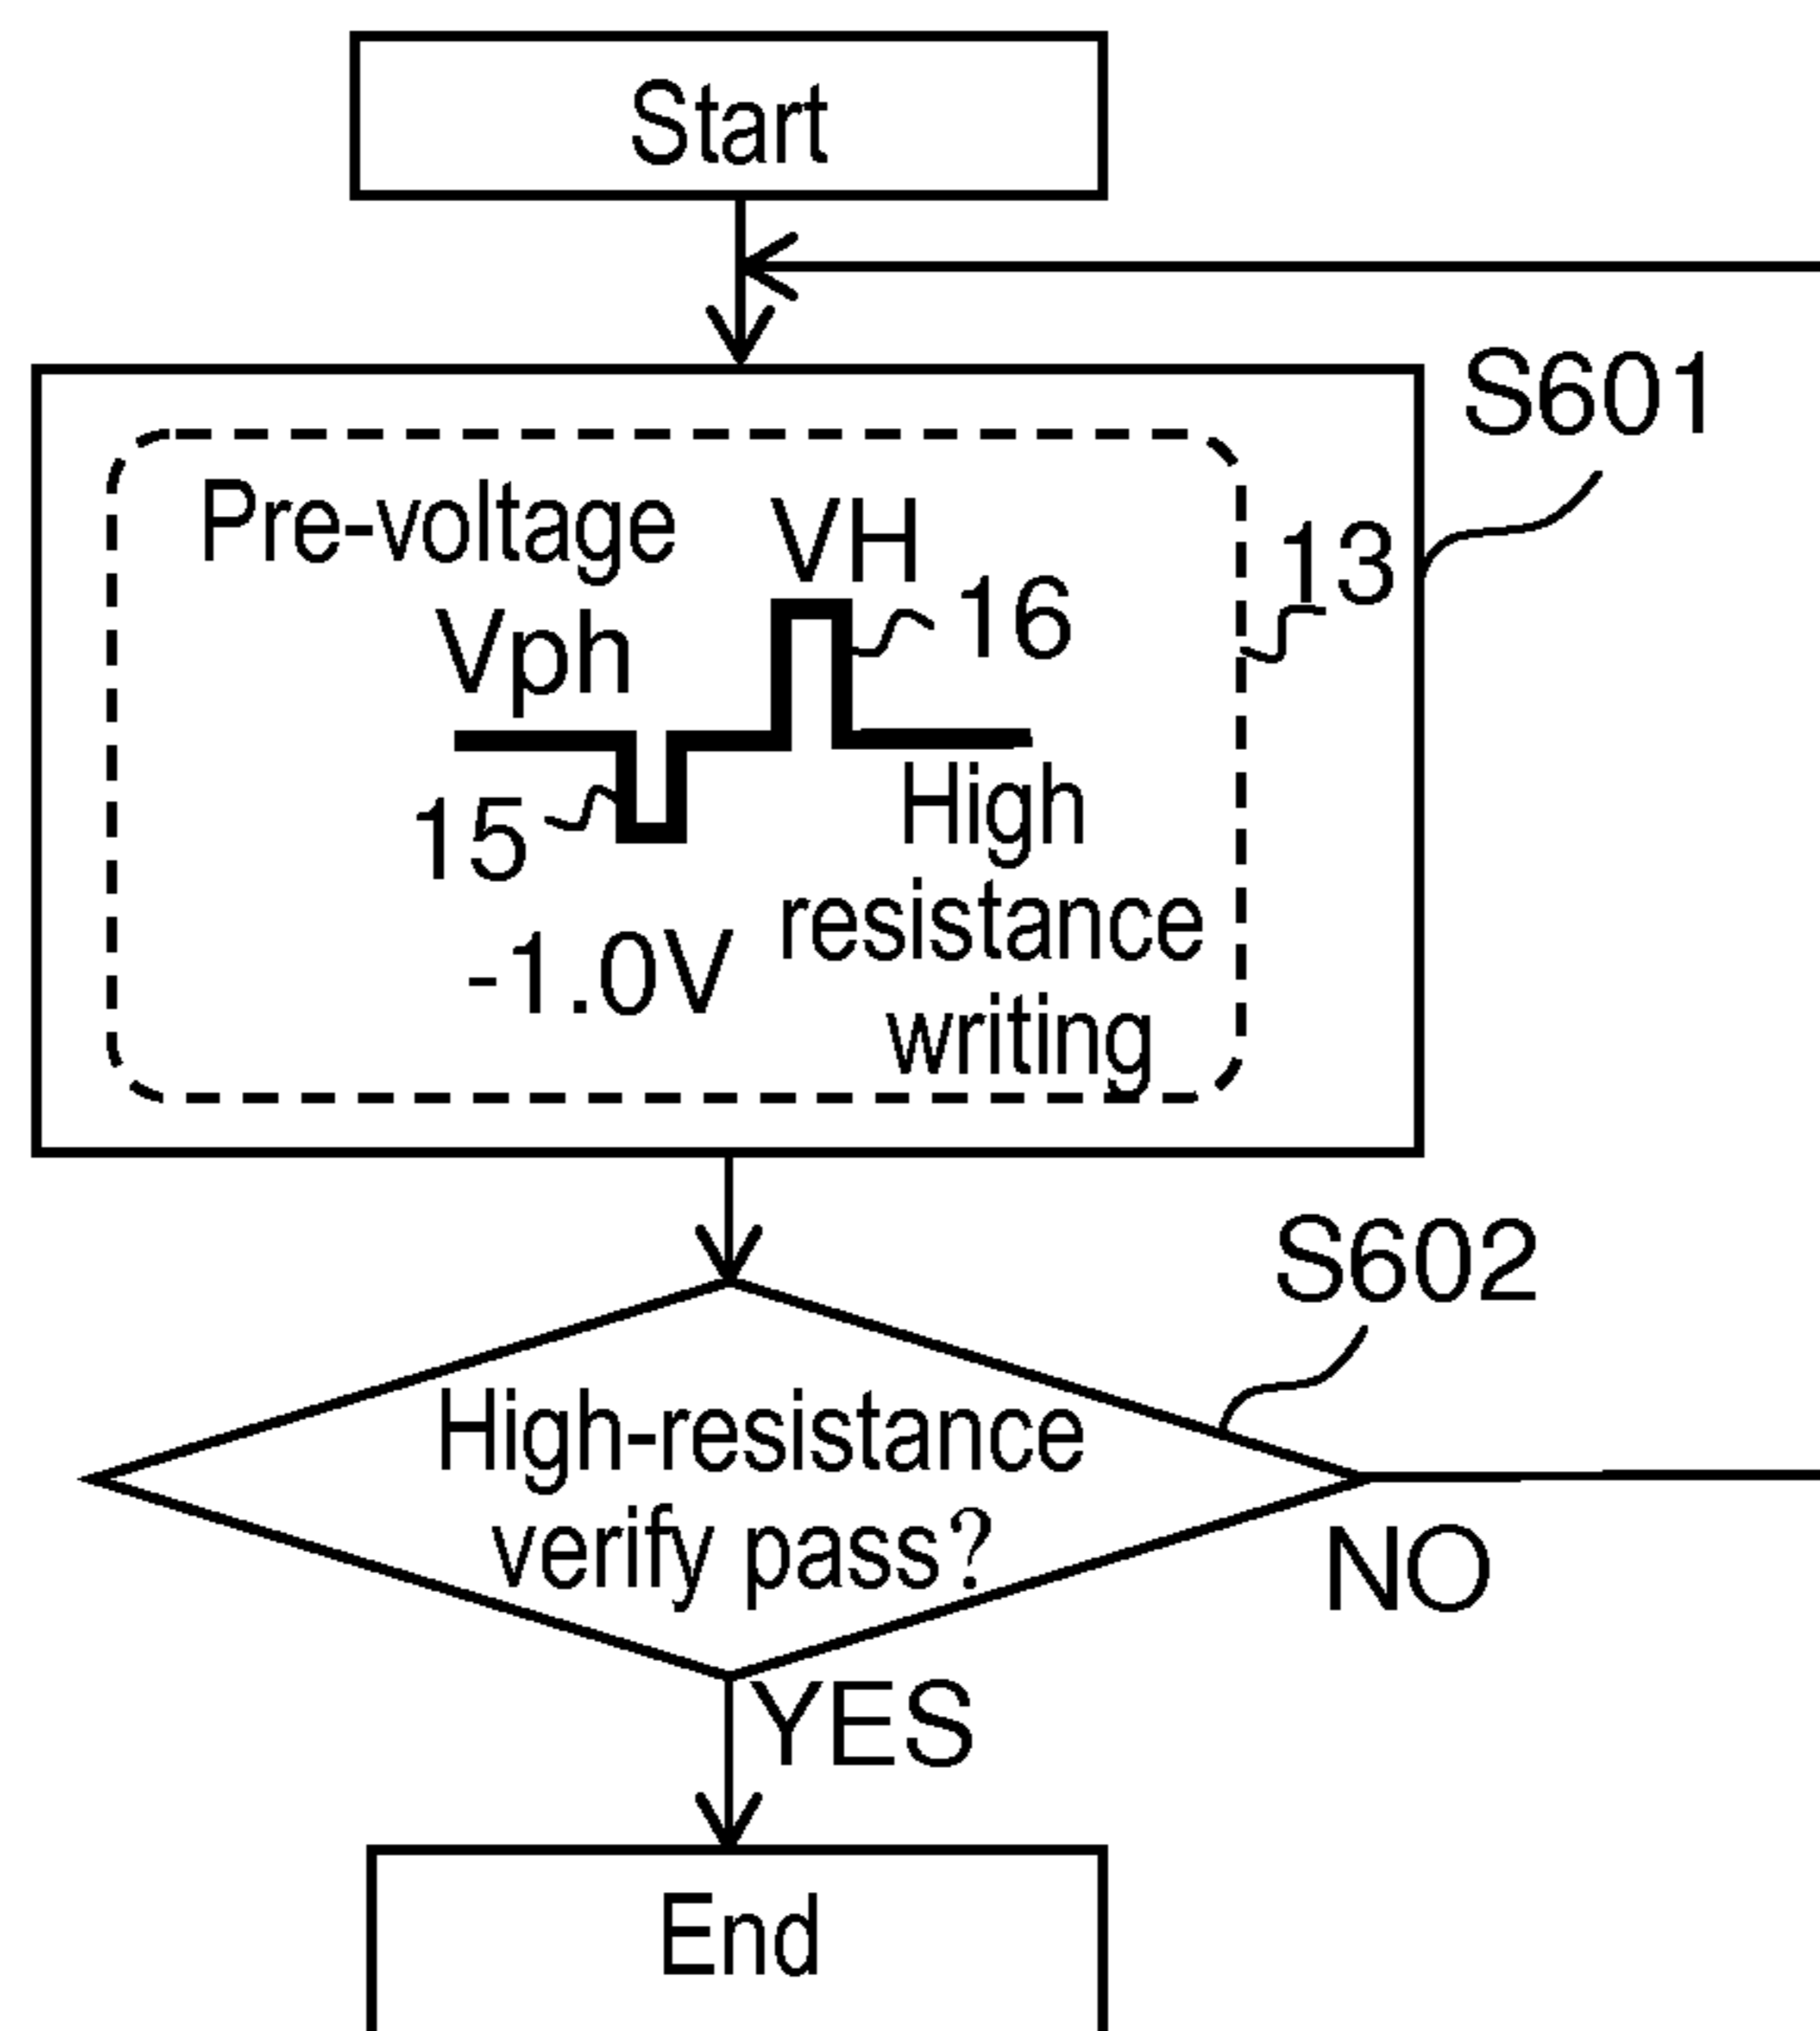 Start
S601
Pre-voltage
VH
13
16
Vph
15
High
resistance
writing
-1.0V
S602
High-resistance
verify pass?
NO
YES
End